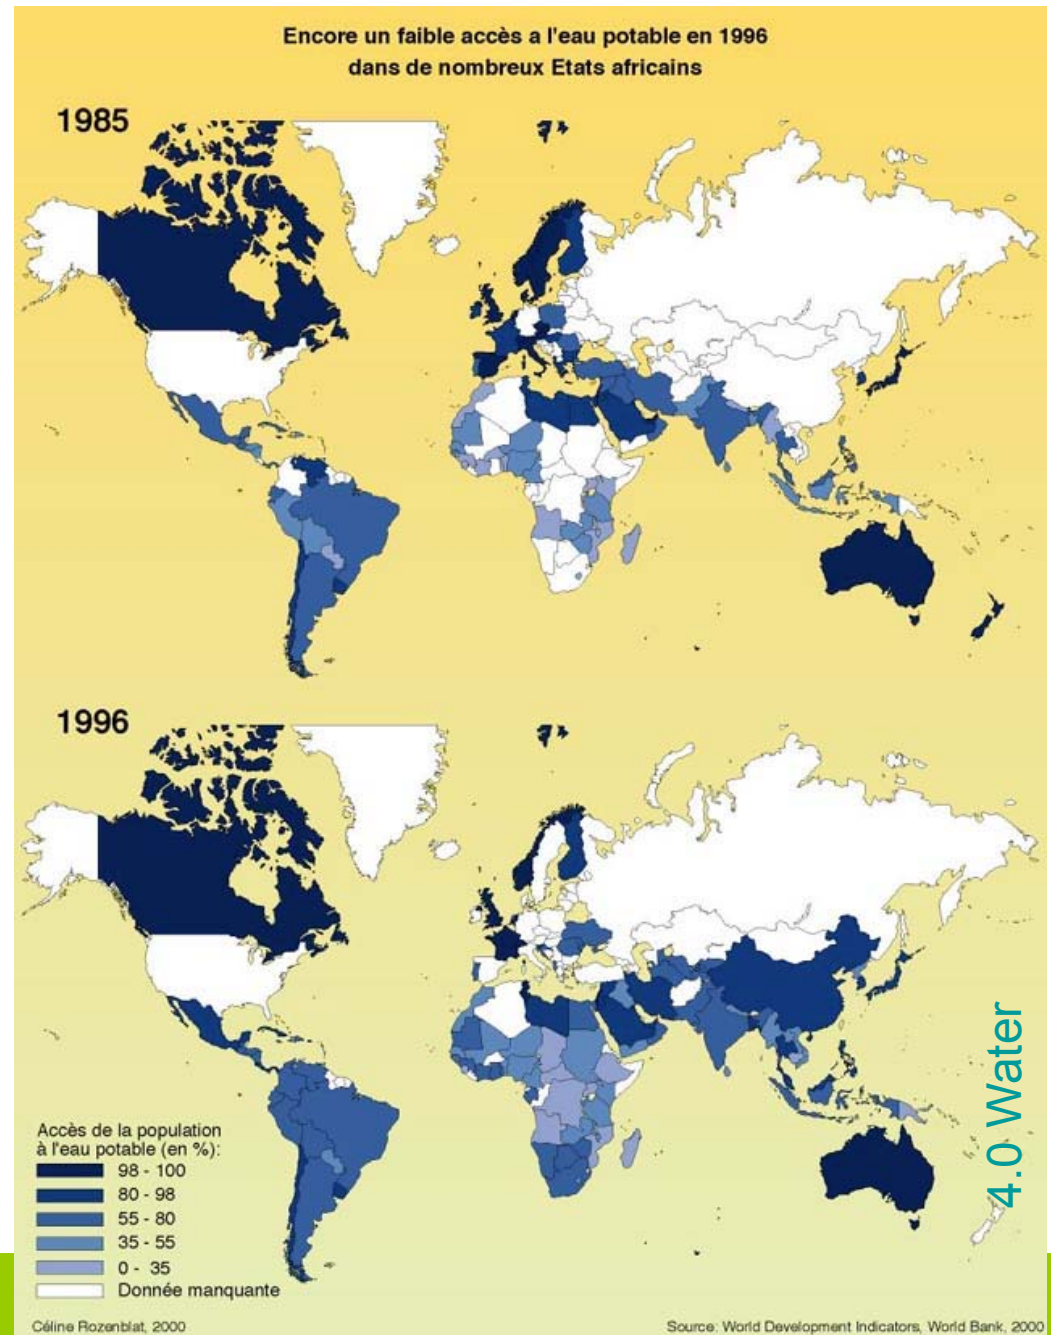 Encore un faible accès a l'eau potable en 1996
dans de nombreux Etats africains
1985
1996
Accès de la population
à l'eau potable (en %):
98 - 100
80 - 98
55 - 80
35 - 55
0 - 35
Donnée manquante
4.0 Water
Céline Rozenblat, 2000
Source: World Development Indicators, World Bank, 2000